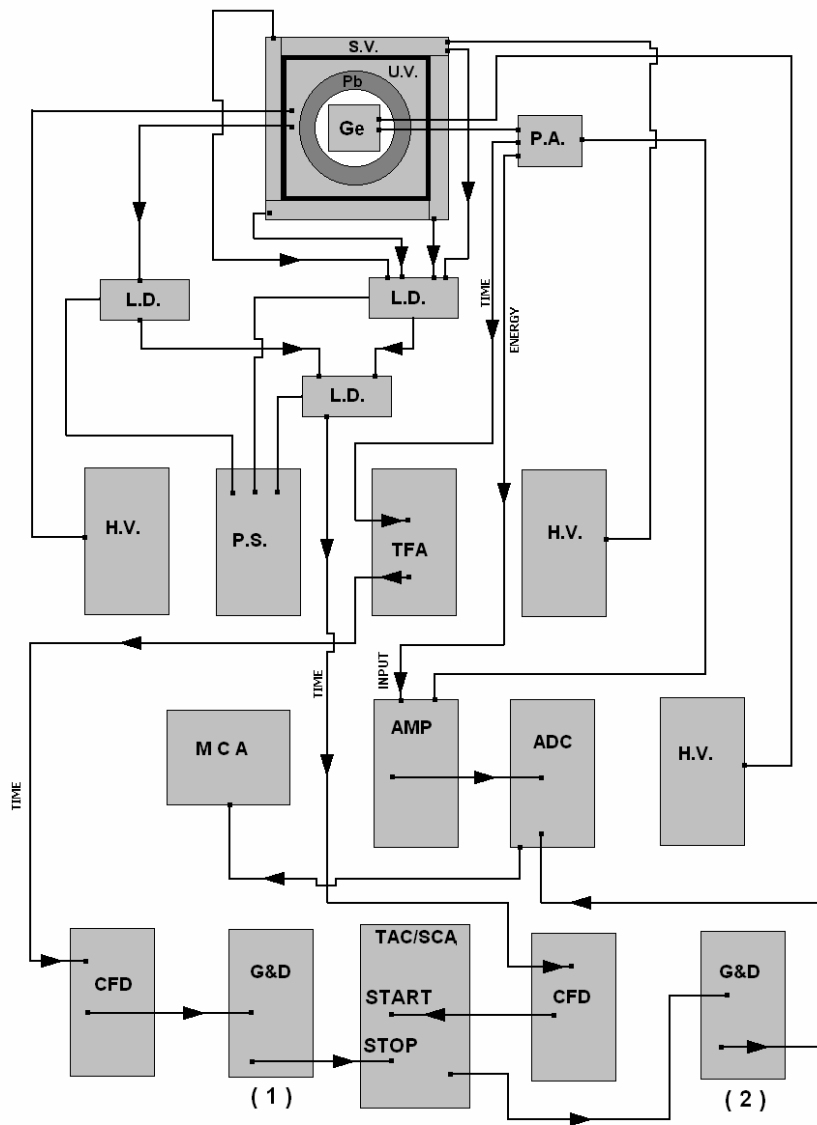 S.V.
U.V.
Pb
Ge
P.A.
L.D.
L.D.
TIME
ENERGY
L.D.
H.V.
P.S.
TFA
H.V.
TIME
INPUT
M C A
AMP
ADC
H.V.
TIME
CFD
G&D
TAC/SCA
START
STOP
CFD
G&D
( 1 )
( 2 )